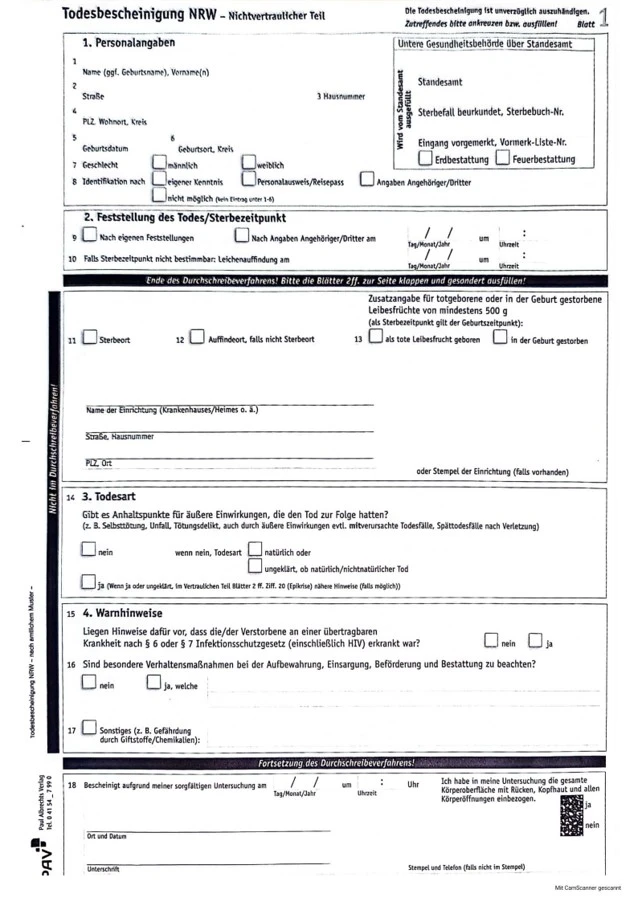 Todesbescheinigung NRW – Nichtvertraulicher Teil
Die Todesbescheinigung ist unverzüglich auszuhändigen.
Zutreffendes bitte ankreuzen bzw. ausfüllen! Blatt 1
1. Personalangaben
Untere Gesundheitsbehörde über Standesamt
1
Name (ggf. Geburtsname), Vorname(n)
2
Straße 3 Hausnummer
4
PLZ, Wohnort, Kreis
5 6
Geburtsdatum Geburtsort, Kreis
7 Geschlecht männlich weiblich
8 Identifikation nach eigener Kenntnis Personalausweis/Reisepass Angaben Angehöriger/Dritter
nicht möglich (kein Eintrag unter 1-6)
Wird vom Standesamt
ausgefüllt
Standesamt
Sterbefall beurkundet, Sterbebuch-Nr.
Eingang vorgemerkt, Vormerk-Liste-Nr.
Erdbestattung Feuerbestattung
2. Feststellung des Todes/Sterbezeitpunkt
9 Nach eigenen Feststellungen Nach Angaben Angehöriger/Dritter am / / um :
Tag/Monat/Jahr Uhrzeit
10 Falls Sterbezeitpunkt nicht bestimmbar: Leichenauffindung am / / um :
Tag/Monat/Jahr Uhrzeit
Ende des Durchschreibeverfahrens! Bitte die Blätter 2ff. zur Seite klappen und gesondert ausfüllen!
Nicht im Durchschreibeverfahren!
Zusatzangabe für totgeborene oder in der Geburt gestorbene
Leibesfrüchte von mindestens 500 g
(als Sterbezeitpunkt gilt der Geburtszeitpunkt):
11 Sterbeort 12 Auffindeort, falls nicht Sterbeort 13 als tote Leibesfrucht geboren in der Geburt gestorben
Name der Einrichtung (Krankenhauses/Heimes o. ä.)
Straße, Hausnummer
PLZ, Ort
oder Stempel der Einrichtung (falls vorhanden)
14 3. Todesart
Gibt es Anhaltspunkte für äußere Einwirkungen, die den Tod zur Folge hatten?
(z. B. Selbsttötung, Unfall, Tötungsdelikt, auch durch äußere Einwirkungen evtl. mitverursachte Todesfälle, Spättodesfälle nach Verletzung)
nein wenn nein, Todesart natürlich oder
ungeklärt, ob natürlich/nichtnatürlicher Tod
ja (Wenn ja oder ungeklärt, im Vertraulichen Teil Blätter 2 ff. Ziff. 20 (Epikrise) nähere Hinweise (falls möglich))
15 4. Warnhinweise
Liegen Hinweise dafür vor, dass die/der Verstorbene an einer übertragbaren
Krankheit nach § 6 oder § 7 Infektionsschutzgesetz (einschließlich HIV) erkrankt war? nein ja
16 Sind besondere Verhaltensmaßnahmen bei der Aufbewahrung, Einsargung, Beförderung und Bestattung zu beachten?
nein ja, welche
17 Sonstiges (z. B. Gefährdung
durch Giftstoffe/Chemikalien):
Todesbescheinigung NRW – nach amtlichem Muster –
Fortsetzung des Durchschreibeverfahrens!
18 Bescheinigt aufgrund meiner sorgfältigen Untersuchung am / / um : Uhr
Tag/Monat/Jahr Uhrzeit
Ich habe in meine Untersuchung die gesamte
Körperoberfläche mit Rücken, Kopfhaut und allen
Körperöffnungen einbezogen.
ja
nein
Ort und Datum
Unterschrift
Stempel und Telefon (falls nicht im Stempel)
PAV
Paul Albrechts Verlag
Tel. 0 41 54 _ 7 99 0
Mit CamScanner gescannt